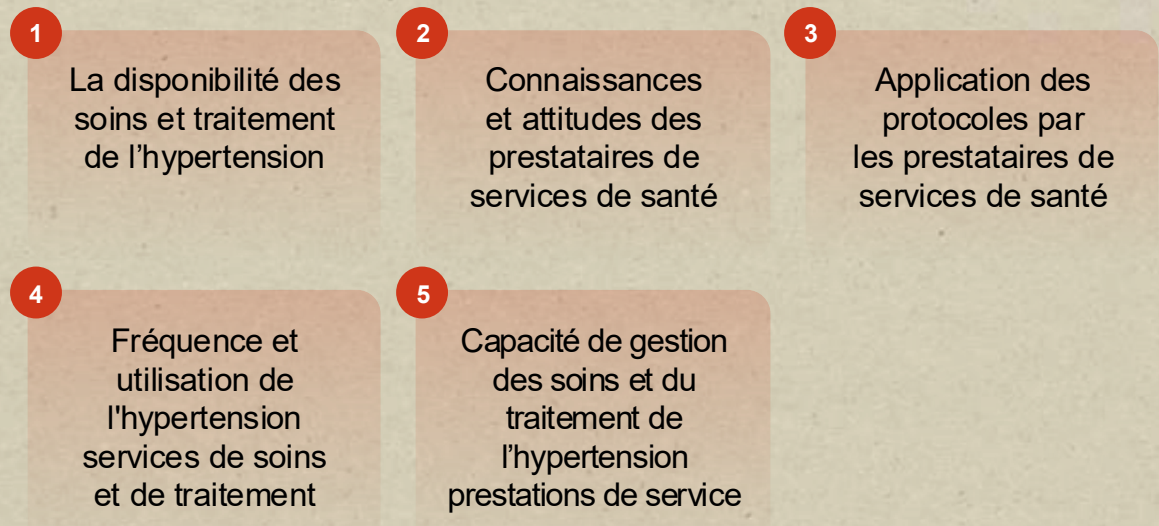 1
La disponibilité des
soins et traitement
de l’hypertension
2
Connaissances
et attitudes des
prestataires de
services de santé
3
Application des
protocoles par
les prestataires de
services de santé
4
Fréquence et
utilisation de
l'hypertension
services de soins
et de traitement
5
Capacité de gestion
des soins et du
traitement de
l’hypertension
prestations de service